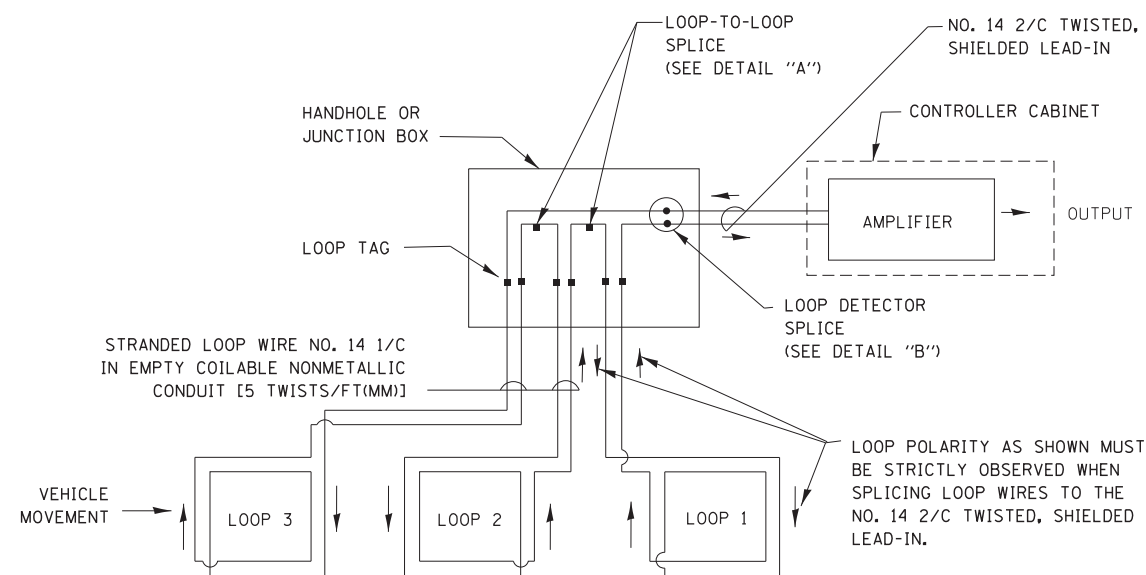 LOOP-TO-LOOP
SPLICE
(SEE DETAIL "A")
NO. 14 2/C TWISTED,
SHIELDED LEAD-IN
HANDHOLE OR
JUNCTION BOX
CONTROLLER CABINET
AMPLIFIER
OUTPUT
LOOP TAG
LOOP DETECTOR
SPLICE
(SEE DETAIL "B")
STRANDED LOOP WIRE NO. 14 1/C
IN EMPTY COILABLE NONMETALLIC
CONDUIT [5 TWISTS/FT(MM)]
LOOP POLARITY AS SHOWN MUST
BE STRICTLY OBSERVED WHEN
SPLICING LOOP WIRES TO THE
NO. 14 2/C TWISTED, SHIELDED
LEAD-IN.
VEHICLE
MOVEMENT
LOOP 3
LOOP 2
LOOP 1